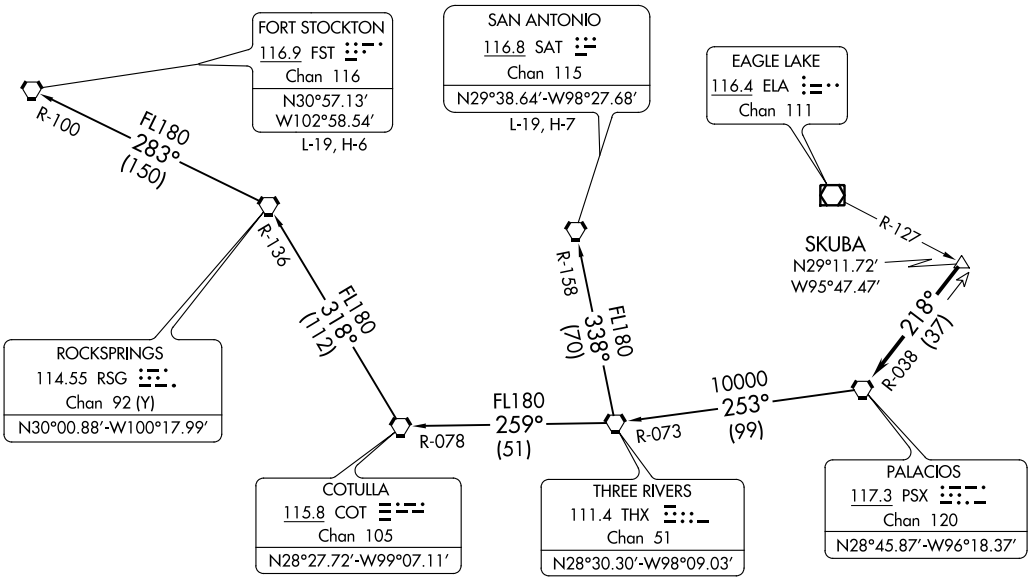 FORT STOCKTON
116.9 FST
Chan 116
N30°57.13'
W102°58.54'
L-19, H-6
SAN ANTONIO
116.8 SAT
Chan 115
N29°38.64'-W98°27.68'
L-19, H-7
EAGLE LAKE
116.4 ELA
Chan 111
R-100
FL180
283°
(150)
R-136
FL180
318°
(112)
R-158
FL180
338°
(70)
R-127
SKUBA
N29°11.72'
W95°47.47'
218°
(37)
R-038
10000
253°
(99)
R-073
FL180
259°
(51)
R-078
ROCKSPRINGS
114.55 RSG
Chan 92 (Y)
N30°00.88'-W100°17.99'
COTULLA
115.8 COT
Chan 105
N28°27.72'-W99°07.11'
THREE RIVERS
111.4 THX
Chan 51
N28°30.30'-W98°09.03'
PALACIOS
117.3 PSX
Chan 120
N28°45.87'-W96°18.37'